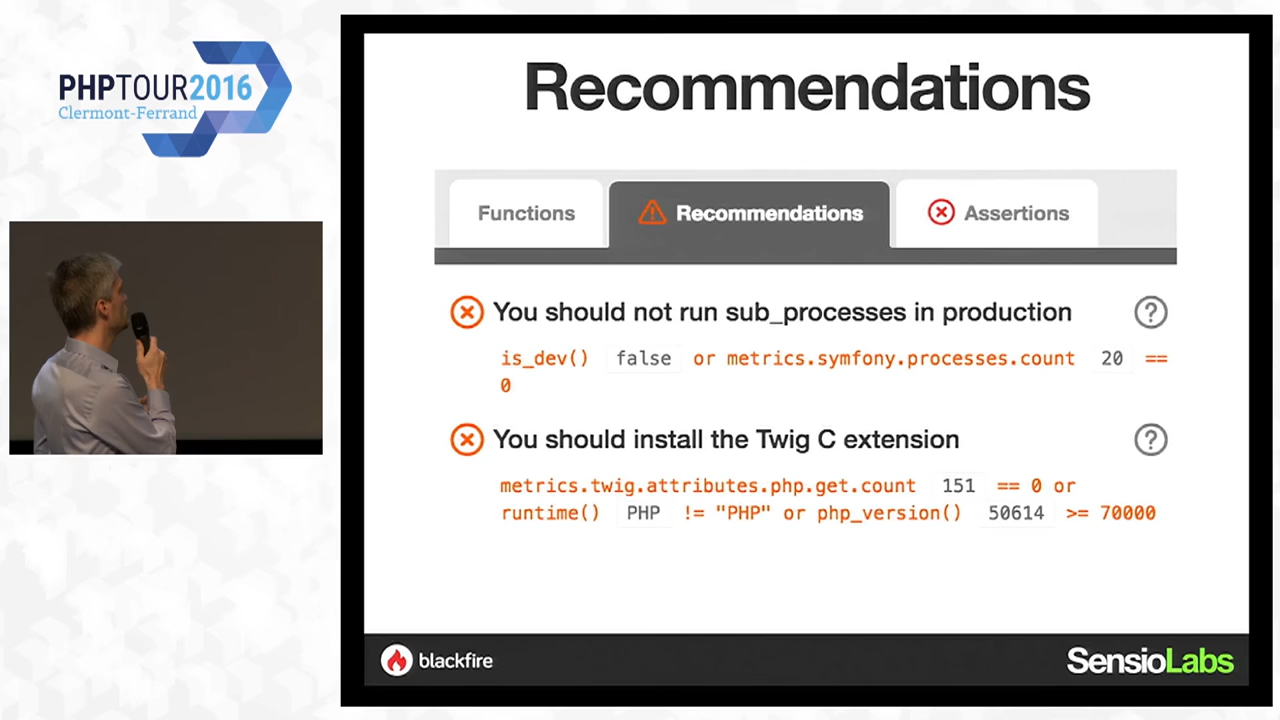 PHPTOUR2016
Clermont-Ferrand
Recommendations
Functions
Recommendations
Assertions
You should not run sub_processes in production
?
is_dev() false or metrics.symfony.processes.count 20 ==
0
You should install the Twig C extension
?
metrics.twig.attributes.php.get.count 151 == 0 or
runtime() PHP != "PHP" or php_version() 50614 >= 70000
blackfire
SensioLabs